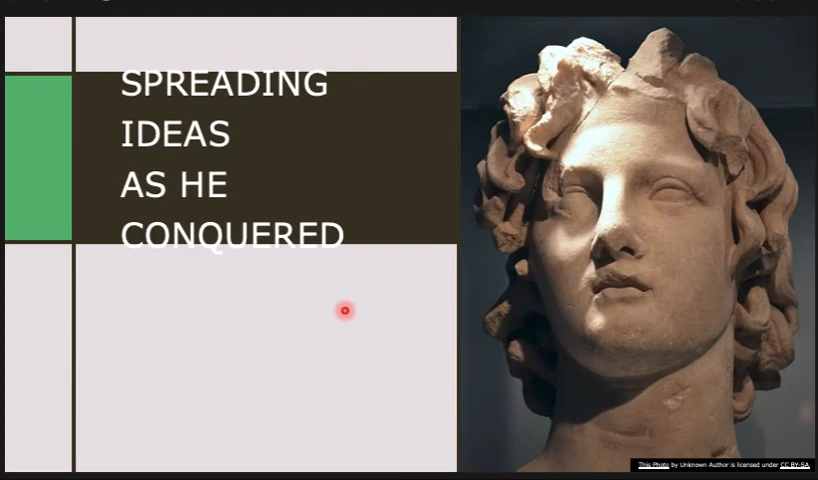 SPREADING
IDEAS
AS HE
CONQUERED
This Photo by Unknown Author is licensed under CC BY-SA